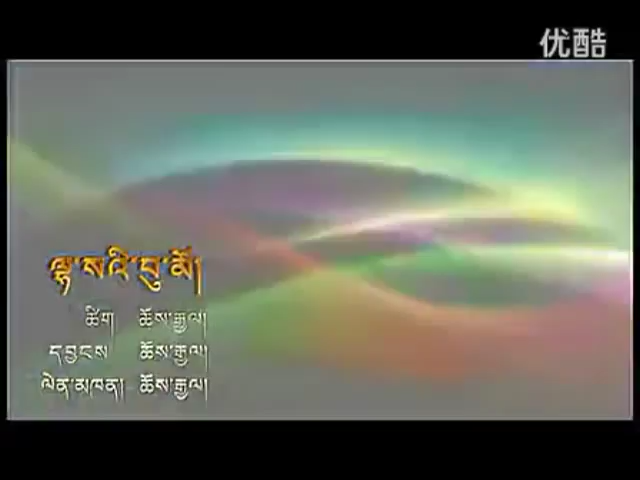 优酷
ལྷ་སའི་བུ་མོ།
ཚིག ཆོས་རྒྱལ།
དབྱངས ཆོས་རྒྱལ།
ལེན་མཁན། ཆོས་རྒྱལ།